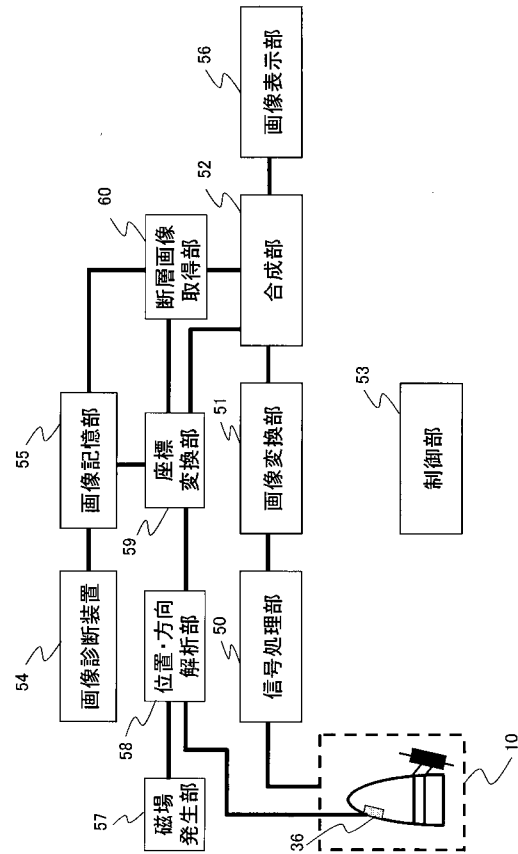 54
画像診断装置
55
画像記憶部
57
磁場
発生部
58
位置・方向
解析部
59
座標
変換部
60
断層画像
取得部
50
信号処理部
51
画像変換部
52
合成部
56
画像表示部
53
制御部
36
10